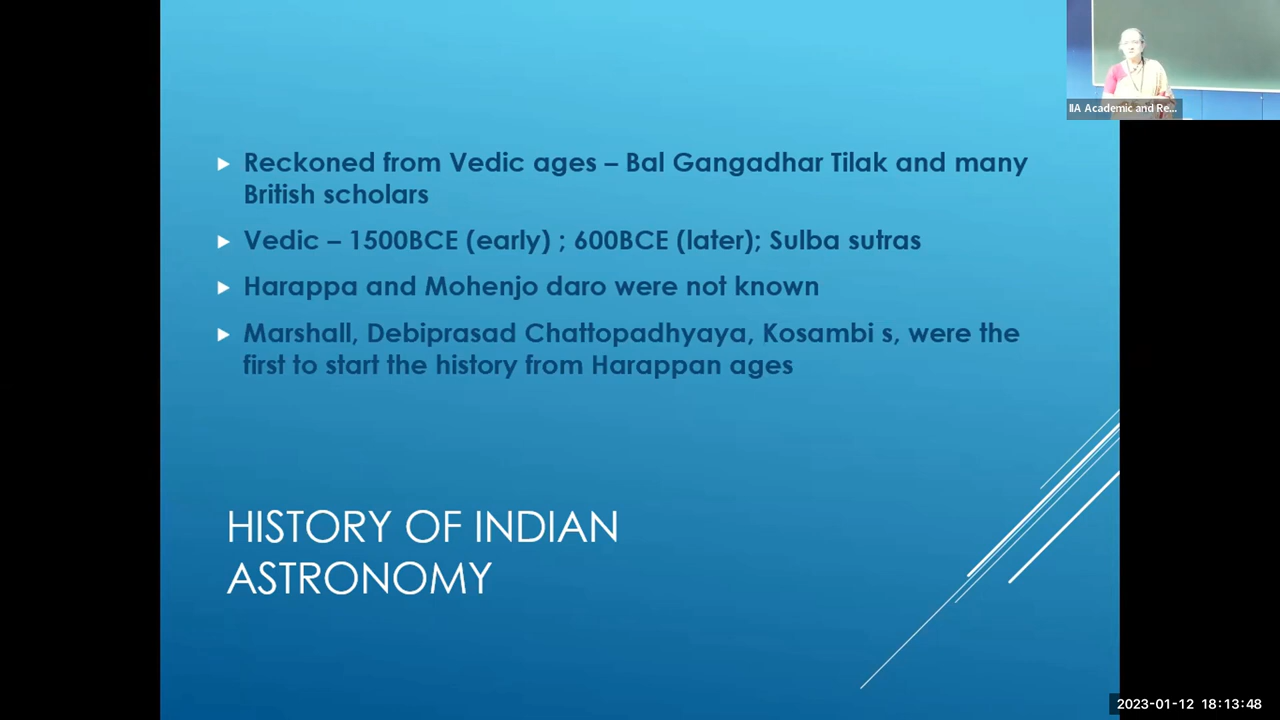 IIA Academic and Re...
Reckoned from Vedic ages – Bal Gangadhar Tilak and many
British scholars
Vedic – 1500BCE (early) ; 600BCE (later); Sulba sutras
Harappa and Mohenjo daro were not known
Marshall, Debiprasad Chattopadhyaya, Kosambi s, were the
first to start the history from Harappan ages
HISTORY OF INDIAN
ASTRONOMY
2023-01-12 18:13:48